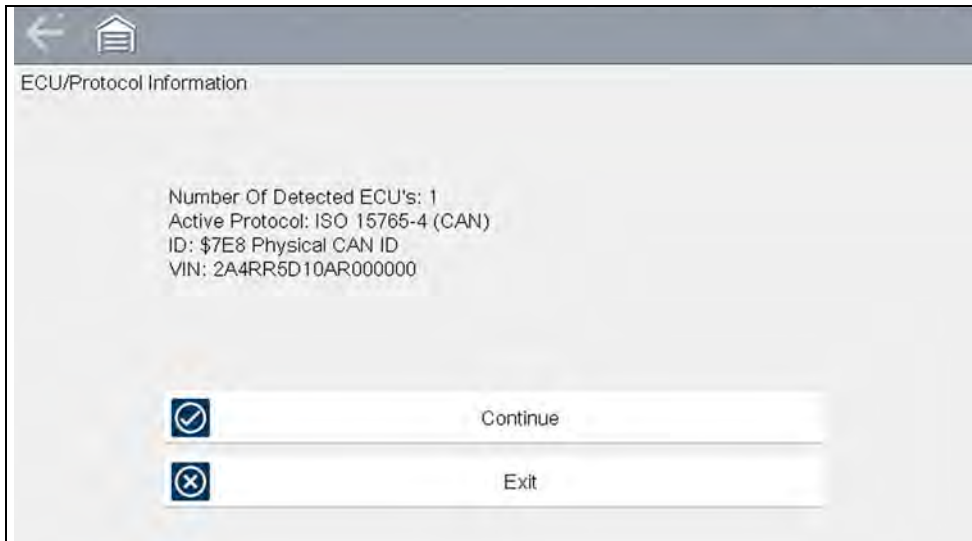 ECU/Protocol Information
Number Of Detected ECU's: 1
Active Protocol: ISO 15765-4 (CAN)
ID: $7E8 Physical CAN ID
VIN: 2A4RR5D10AR000000
Continue
Exit